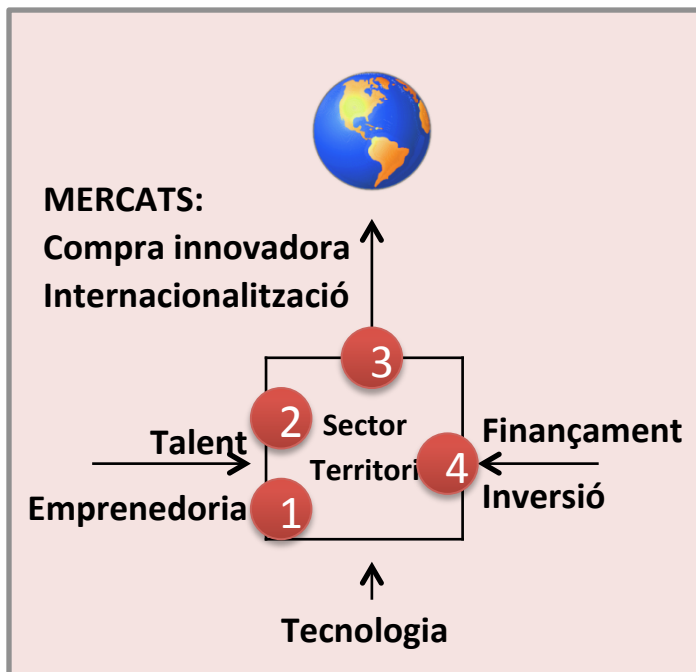 MERCATS:
Compra innovadora
Internacionalització
3
2
Sector
Talent
Finançament
Territori
4
Emprenedoria
1
Inversió
Tecnologia